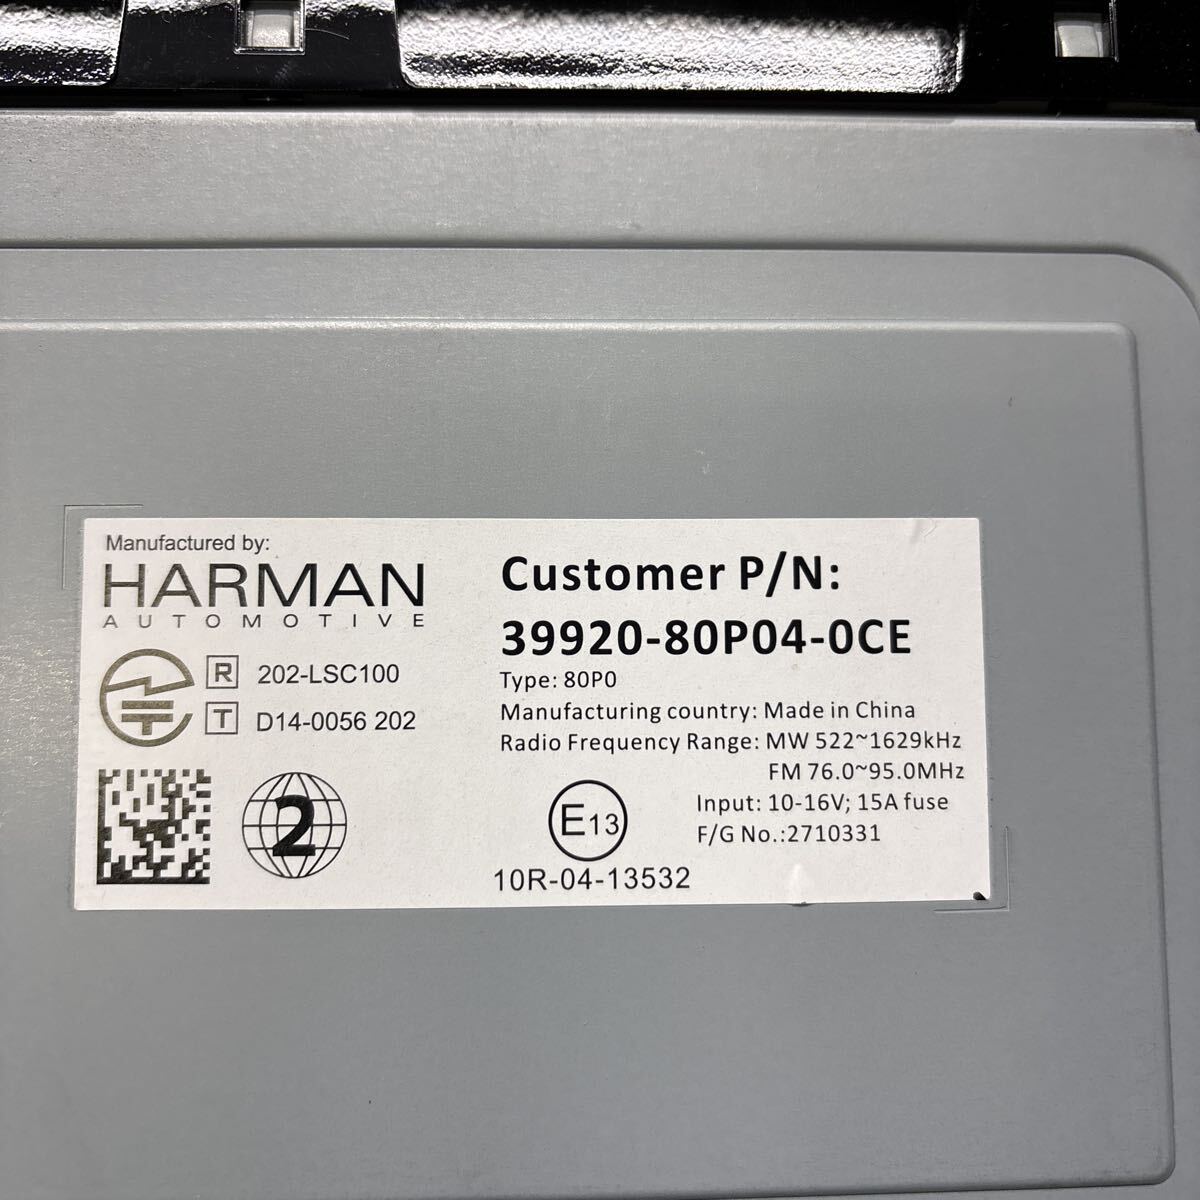 Manufactured by:
HARMAN
AUTOMOTIVE
R 202-LSC100
T D14-0056 202
2
Customer P/N:
39920-80P04-0CE
Type: 80P0
Manufacturing country: Made in China
Radio Frequency Range: MW 522~1629kHz
FM 76.0~95.0MHz
Input: 10-16V; 15A fuse
F/G No.:2710331
E13
10R-04-13532